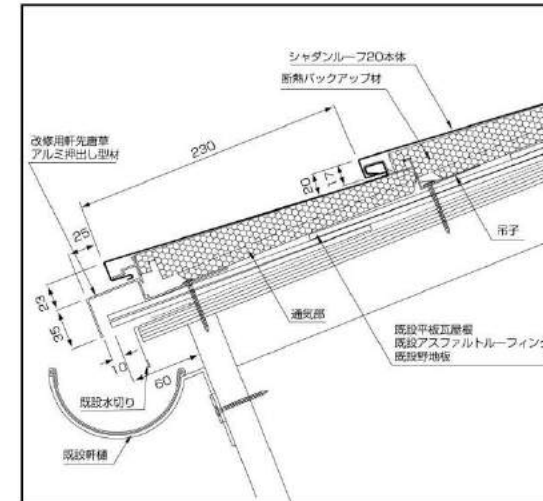 シャダンルーフ20本体
断熱バックアップ材
改修用軒先唐草
アルミ押出し型材
230
20
17
25
吊子
23
通気部
35
既設平板瓦屋根
既設アスファルトルーフィング
既設野地板
10
60
既設水切り
既設軒樋